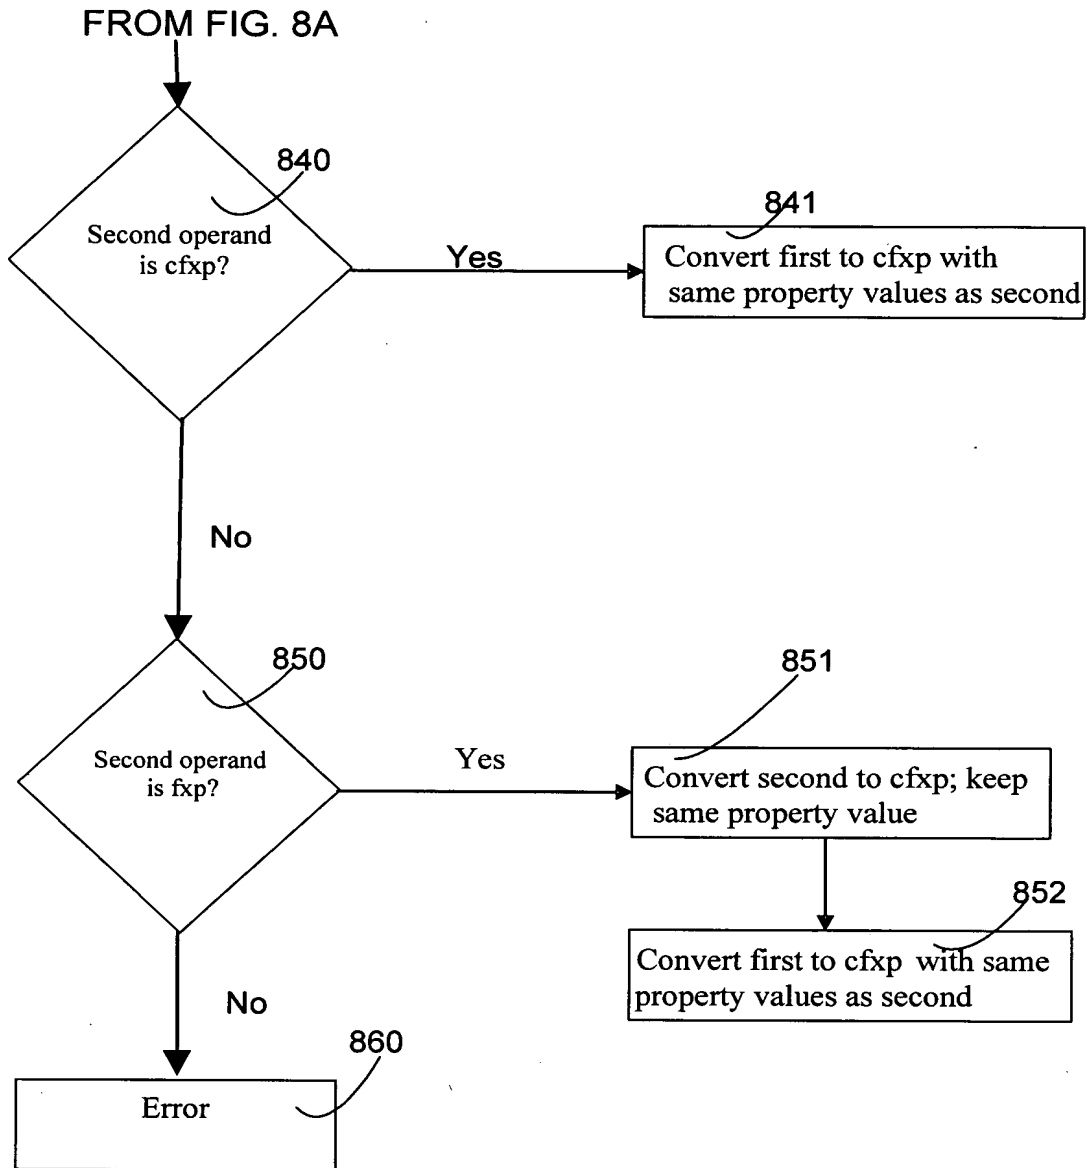 FROM FIG. 8A
840
Second operand
is cfxp?
Yes
841
Convert first to cfxp with
same property values as second
No
850
Second operand
is fxp?
Yes
851
Convert second to cfxp; keep
same property value
852
Convert first to cfxp with same
property values as second
No
860
Error